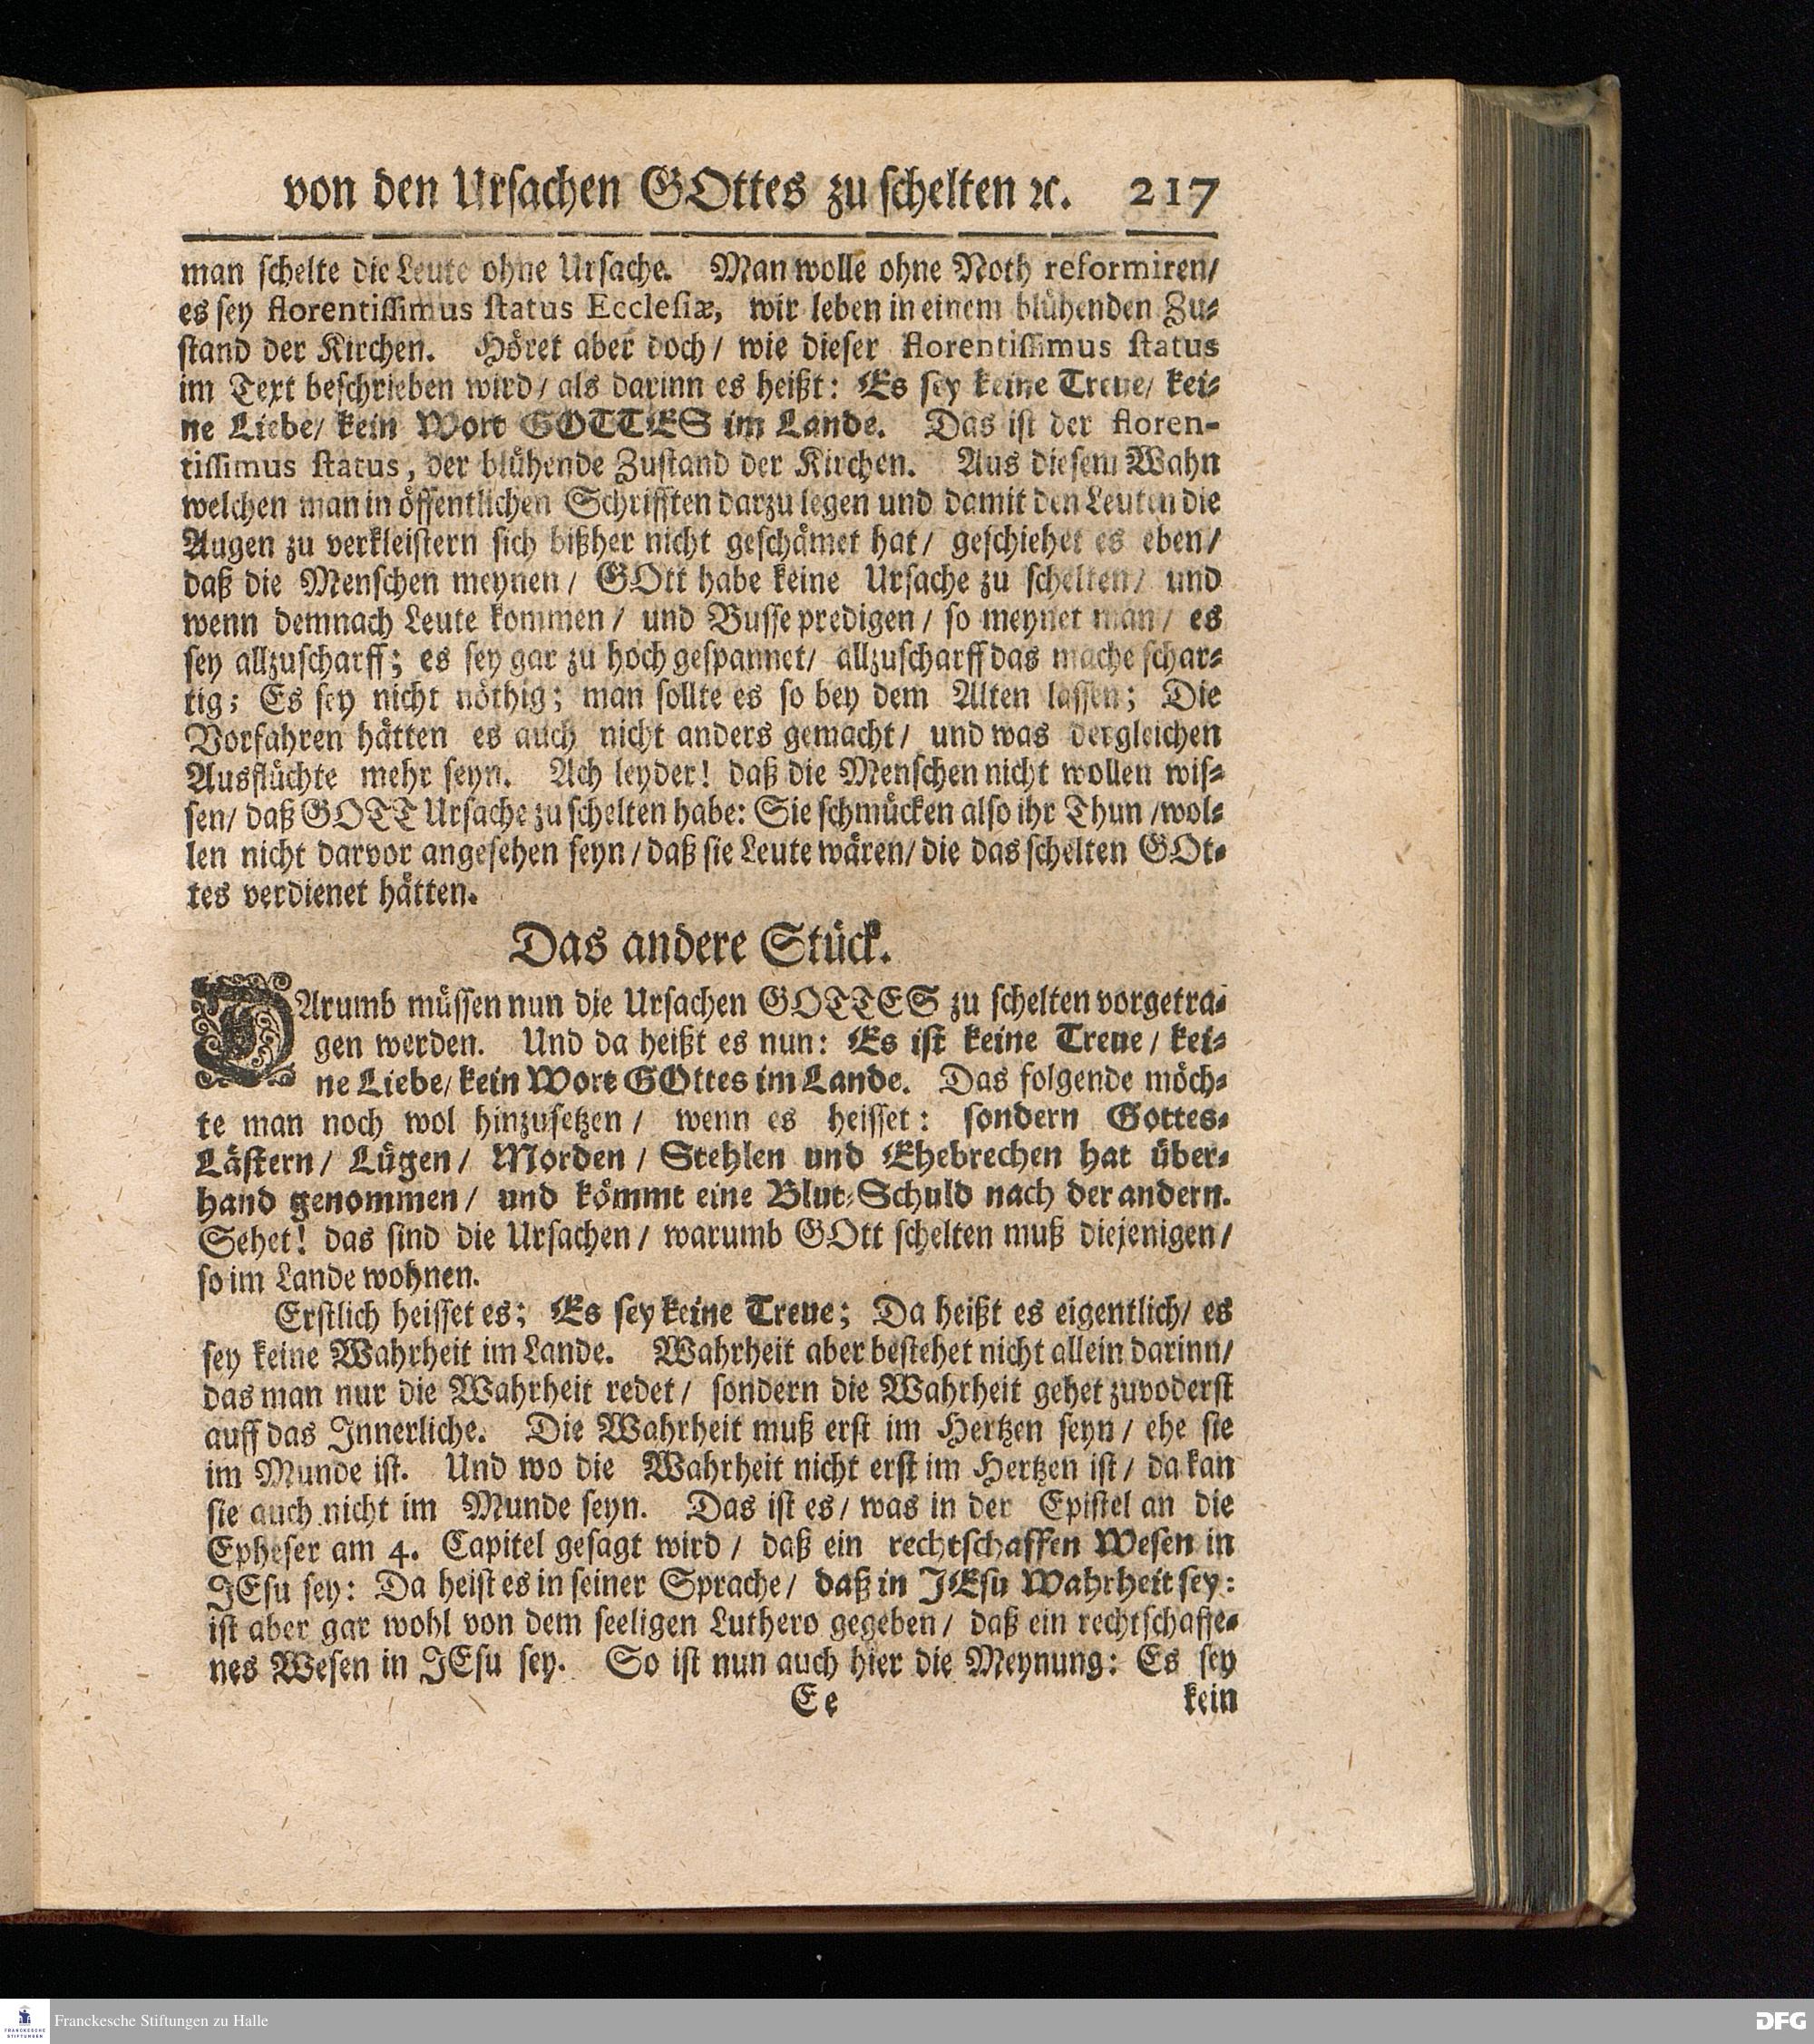 von den Ursachen GOttes zu schelten ꝛc. 217
man schelte die Leute ohne Ursache. Man wolle ohne Noth reformiren/
es sey florentissimus status Ecclesiæ, wir leben in einem blühenden Zu-
stand der Kirchen. Höret aber doch/ wie dieser florentissimus status
im Text beschrieben wird/ als darinn es heißt: Es sey keine Treue/ kei-
ne Liebe/ kein Wort GOTTES im Lande. Das ist der floren-
tissimus status, der blühende Zustand der Kirchen. Aus diesem Wahn
welchen man in öffentlichen Schrifften darzu legen und damit den Leuten die
Augen zu verkleistern sich bißher nicht geschämet hat/ geschiehet es eben/
daß die Menschen meynen/ GOtt habe keine Ursache zu schelten/ und
wenn demnach Leute kommen/ und Busse predigen/ so meynet man/ es
sey allzuscharff; es sey gar zu hoch gespannet/ allzuscharff das mache schar-
tig; Es sey nicht nöthig; man sollte es so bey dem Alten lassen; Die
Vorfahren hätten es auch nicht anders gemacht/ und was dergleichen
Ausflüchte mehr seyn. Ach leyder! daß die Menschen nicht wollen wis-
sen/ daß GOTT Ursache zu schelten habe: Sie schmücken also ihr Thun/ wol-
len nicht darvor angesehen seyn/ daß sie Leute wären/ die das schelten GOt-
tes verdienet hätten.
Das andere Stück.
DArumb müssen nun die Ursachen GOTTES zu schelten vorgetra-
gen werden. Und da heißt es nun: Es ist keine Treue/ kei-
ne Liebe/ kein Wort GOttes im Lande. Das folgende möch-
te man noch wol hinzusetzen/ wenn es heisset: sondern Gottes-
Lästern/ Lügen/ Morden/ Stehlen und Ehebrechen hat über-
hand genommen/ und kömmt eine Blut-Schuld nach der andern.
Sehet! das sind die Ursachen/ warumb GOtt schelten muß diejenigen/
so im Lande wohnen.
Erstlich heisset es; Es sey keine Treue; Da heißt es eigentlich/ es
sey keine Wahrheit im Lande. Wahrheit aber bestehet nicht allein darinn/
das man nur die Wahrheit redet/ sondern die Wahrheit gehet zuvoderst
auff das Innerliche. Die Wahrheit muß erst im Hertzen seyn/ ehe sie
im Munde ist. Und wo die Wahrheit nicht erst im Hertzen ist/ da kan
sie auch nicht im Munde seyn. Das ist es/ was in der Epistel an die
Epheser am 4. Capitel gesagt wird/ daß ein rechtschaffen Wesen in
JEsu sey: Da heist es in seiner Sprache/ daß in JEsu Wahrheit sey:
ist aber gar wohl von dem seeligen Luthero gegeben/ daß ein rechtschaffe-
nes Wesen in JEsu sey. So ist nun auch hier die Meynung: Es sey
Ee kein
Franckesche Stiftungen zu Halle
DFG